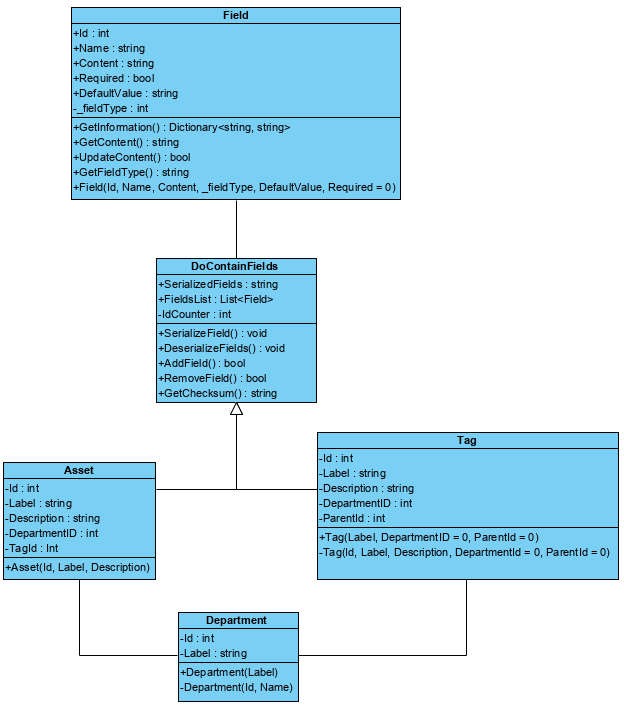 Field
+Id : int
+Name : string
+Content : string
+Required : bool
+DefaultValue : string
-_fieldType : int
+GetInformation() : Dictionary<string, string>
+GetContent() : string
+UpdateContent() : bool
+GetFieldType() : string
+Field(Id, Name, Content, _fieldType, DefaultValue, Required = 0)
DoContainFields
+SerializedFields : string
+FieldsList : List<Field>
-IdCounter : int
+SerializeField() : void
+DeserializeFields() : void
+AddField() : bool
+RemoveField() : bool
+GetChecksum() : string
Asset
-Id : int
-Label : string
-Description : string
-DepartmentID : int
-TagId : Int
+Asset(Id, Label, Description)
Tag
-Id : int
-Label : string
-Description : string
-DepartmentID : int
-ParentId : int
+Tag(Label, DepartmentID = 0, ParentId = 0)
-Tag(Id, Label, Description, DepartmentId = 0, ParentId = 0)
Department
-Id : int
-Label : string
+Department(Label)
-Department(Id, Name)